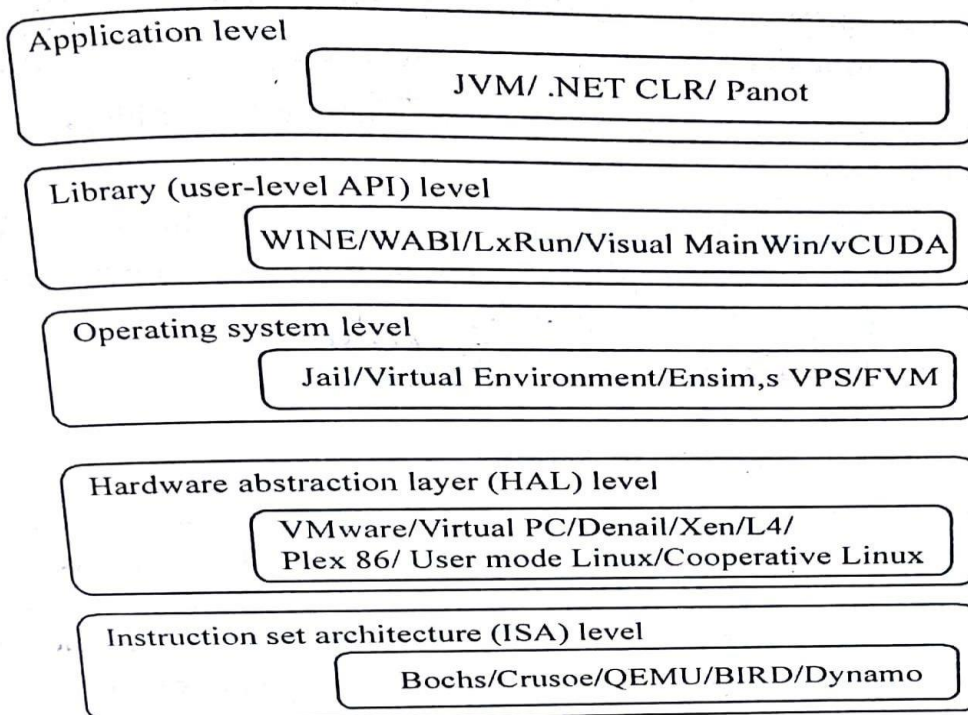 Application level
JVM/ .NET CLR/ Panot
Library (user-level API) level
WINE/WABI/LxRun/Visual MainWin/vCUDA
Operating system level
Jail/Virtual Environment/Ensim,s VPS/FVM
Hardware abstraction layer (HAL) level
VMware/Virtual PC/Denail/Xen/L4/
Plex 86/ User mode Linux/Cooperative Linux
Instruction set architecture (ISA) level
Bochs/Crusoe/QEMU/BIRD/Dynamo